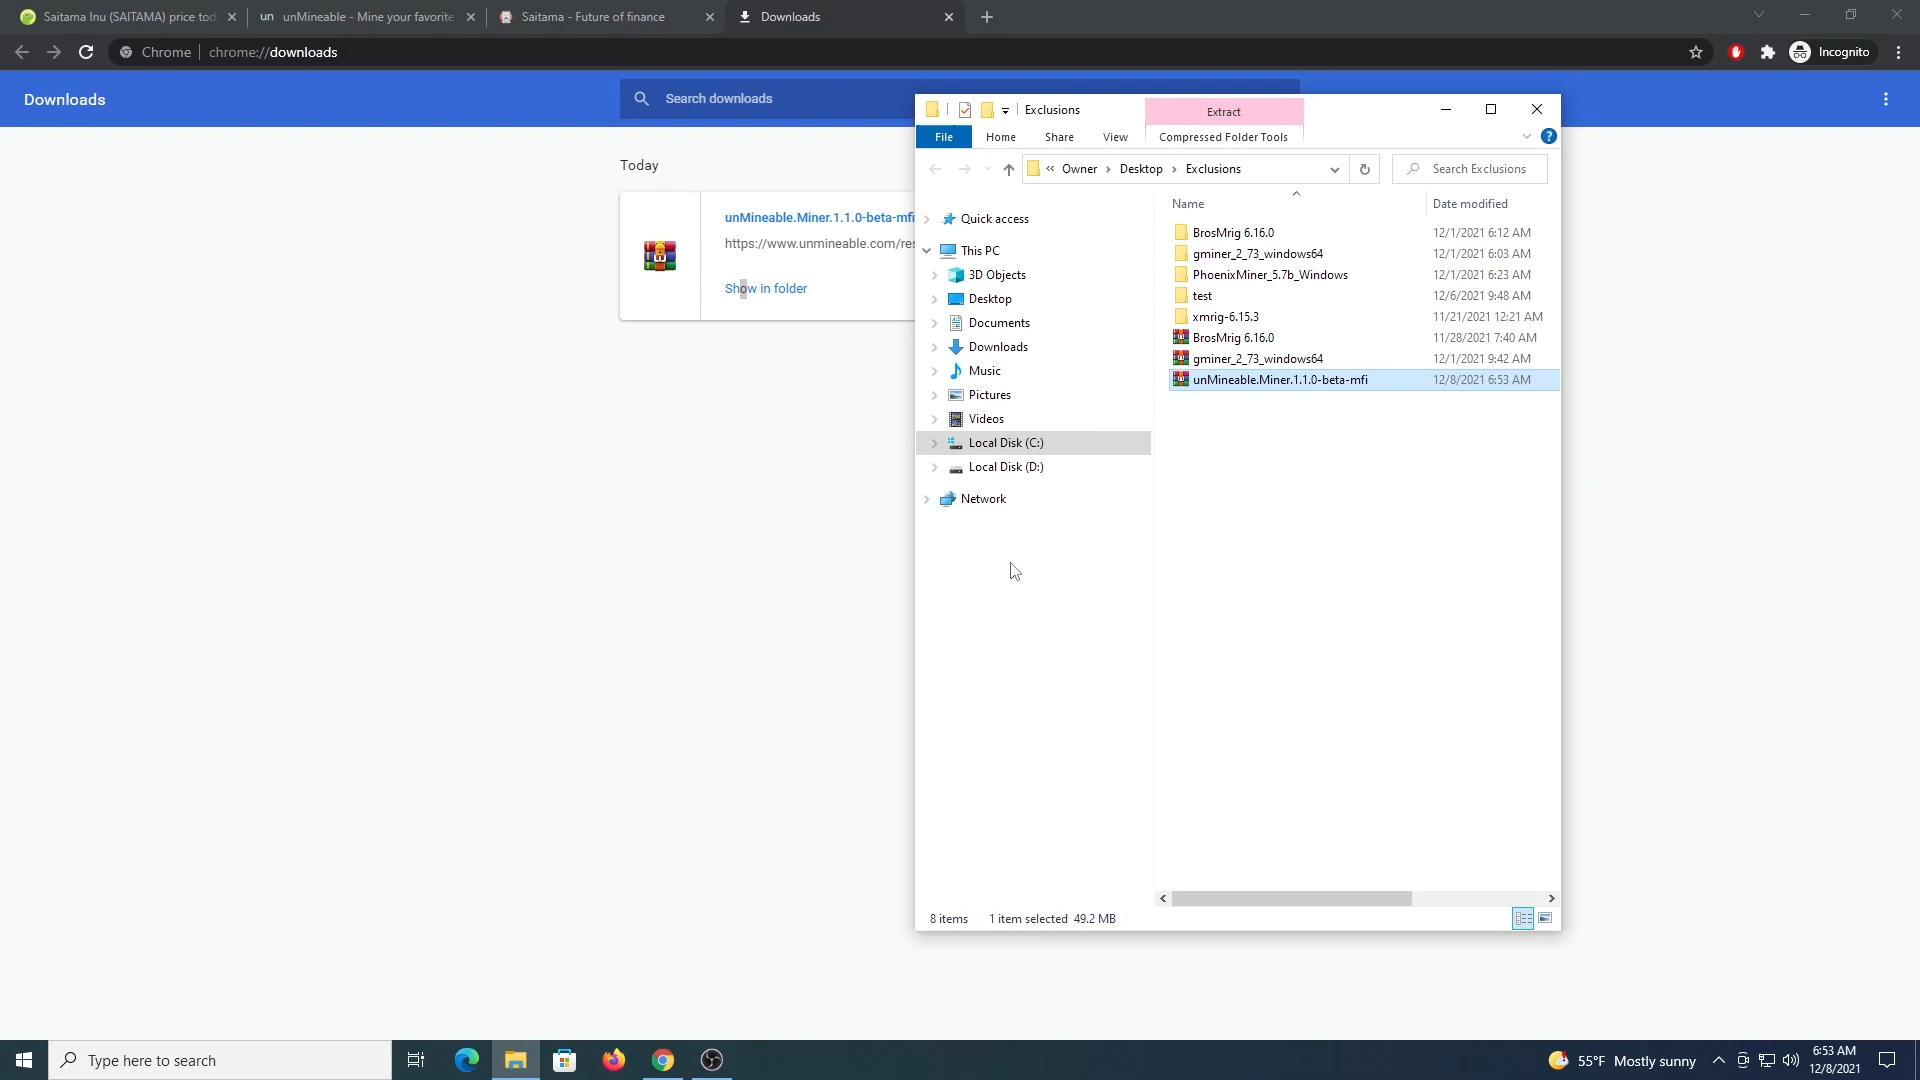 Saitama Inu (SAITAMA) price tod
unMineable - Mine your favorite
Saitama - Future of finance
Downloads
Chrome
chrome://downloads
Incognito
Downloads
Search downloads
Today
unMineable.Miner.1.1.0-beta-mfi
https://www.unmineable.com/res
Show in folder
Exclusions
Extract
File
Home
Share
View
Compressed Folder Tools
« Owner › Desktop › Exclusions
Search Exclusions
Quick access
This PC
3D Objects
Desktop
Documents
Downloads
Music
Pictures
Videos
Local Disk (C:)
Local Disk (D:)
Network
Name Date modified
BrosMrig 6.16.0 12/1/2021 6:12 AM
gminer_2_73_windows64 12/1/2021 6:03 AM
PhoenixMiner_5.7b_Windows 12/1/2021 6:23 AM
test 12/6/2021 9:48 AM
xmrig-6.15.3 11/21/2021 12:21 AM
BrosMrig 6.16.0 11/28/2021 7:40 AM
gminer_2_73_windows64 12/1/2021 9:42 AM
unMineable.Miner.1.1.0-beta-mfi 12/8/2021 6:53 AM
8 items 1 item selected 49.2 MB
Type here to search
55°F Mostly sunny
6:53 AM
12/8/2021